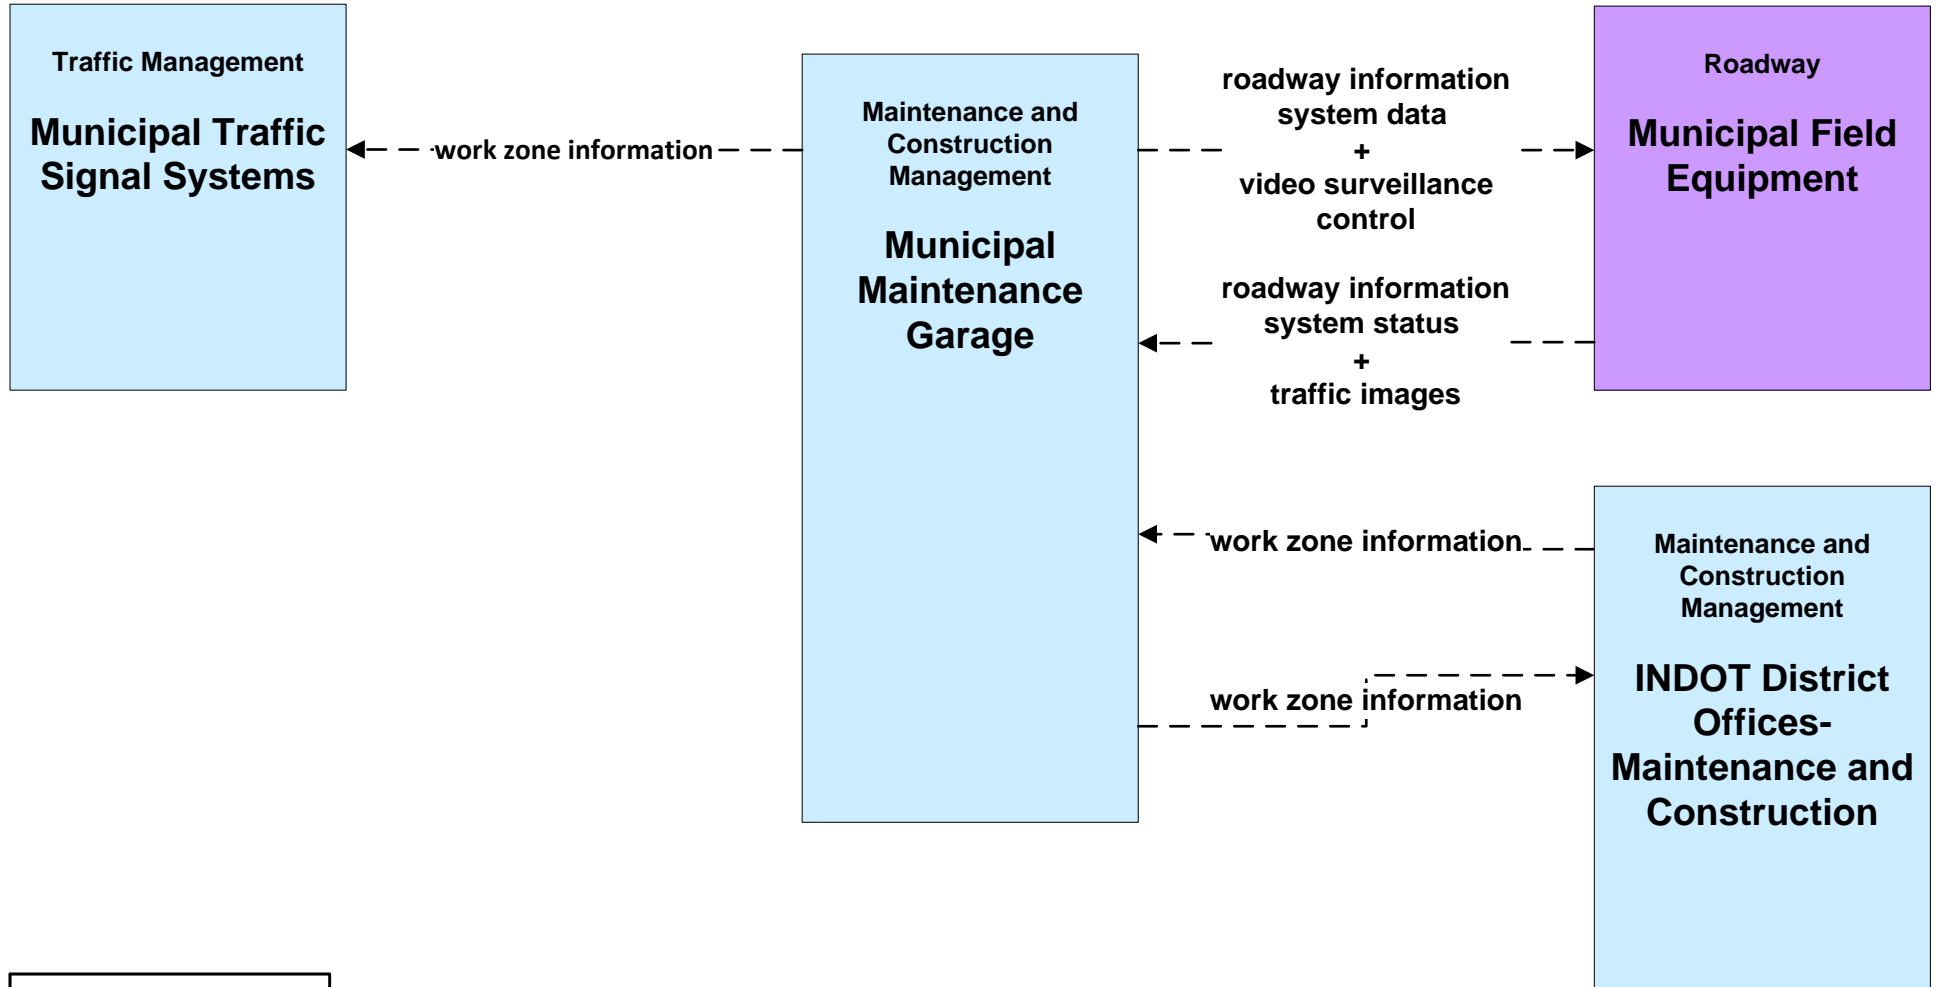 Traffic Management
Municipal Traffic
Signal Systems
work zone information
Maintenance and
Construction
Management
Municipal
Maintenance
Garage
roadway information
system data
+
video surveillance
control
roadway information
system status
+
traffic images
Roadway
Municipal Field
Equipment
work zone information
work zone information
Maintenance and
Construction
Management
INDOT District
Offices-
Maintenance and
Construction